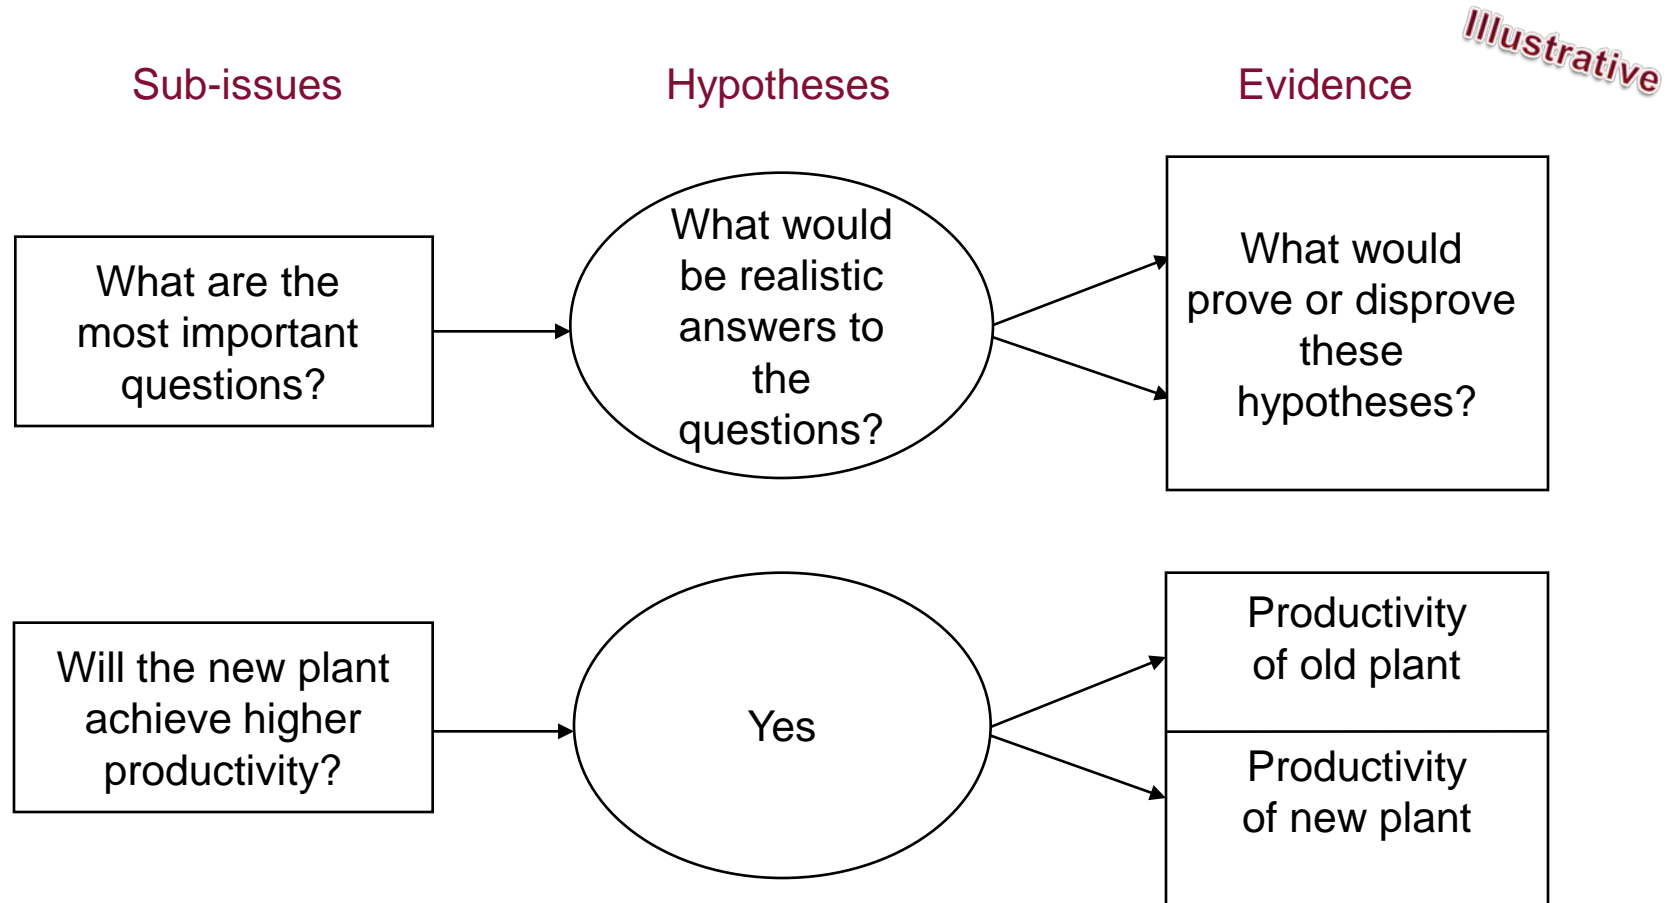 Illustrative
Sub-issues
Hypotheses
Evidence
What are the
most important
questions?
What would
be realistic
answers to
the
questions?
What would
prove or disprove
these
hypotheses?
Will the new plant
achieve higher
productivity?
Yes
Productivity
of old plant
Productivity
of new plant